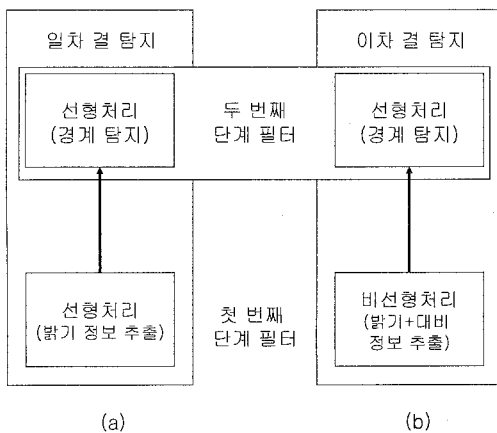 일차 결 탐지
이차 결 탐지
선형처리
(경계 탐지)
두 번째
단계 필터
선형처리
(경계 탐지)
선형처리
(밝기 정보 추출)
첫 번째
단계 필터
비선형처리
(밝기+대비
정보 추출)
(a)
(b)